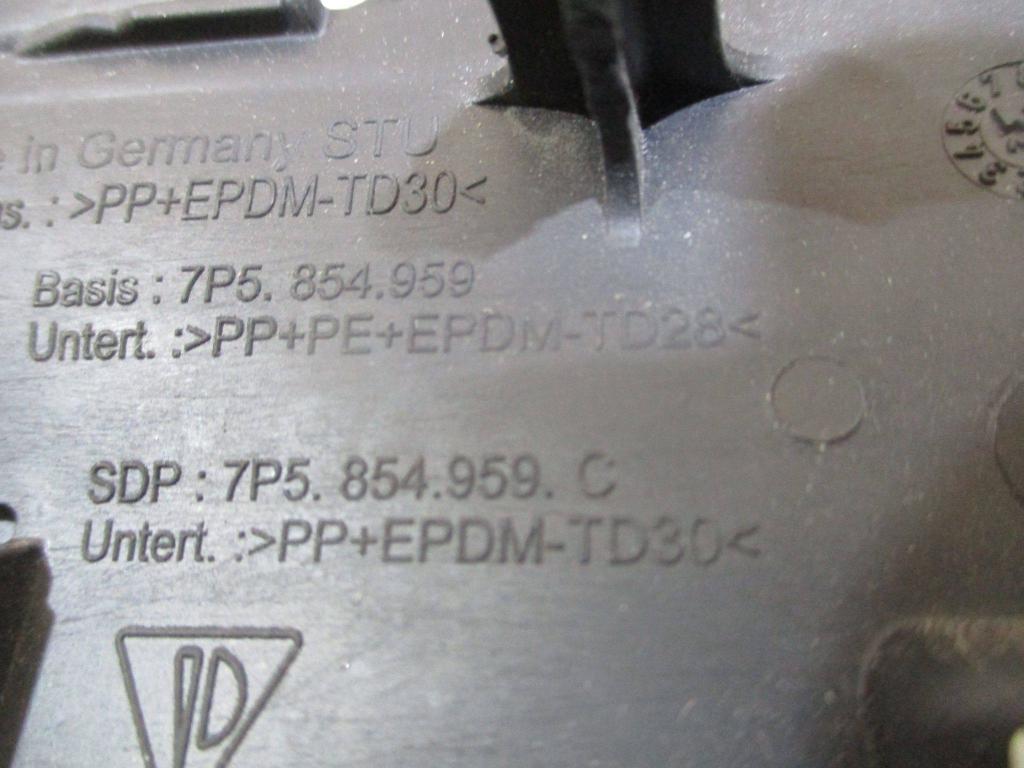 in Germany STU
s. : >PP+EPDM-TD30<
Basis : 7P5. 854.959
Untert. :>PP+PE+EPDM-TD28<
SDP : 7P5. 854.959. C
Untert. :>PP+EPDM-TD30<